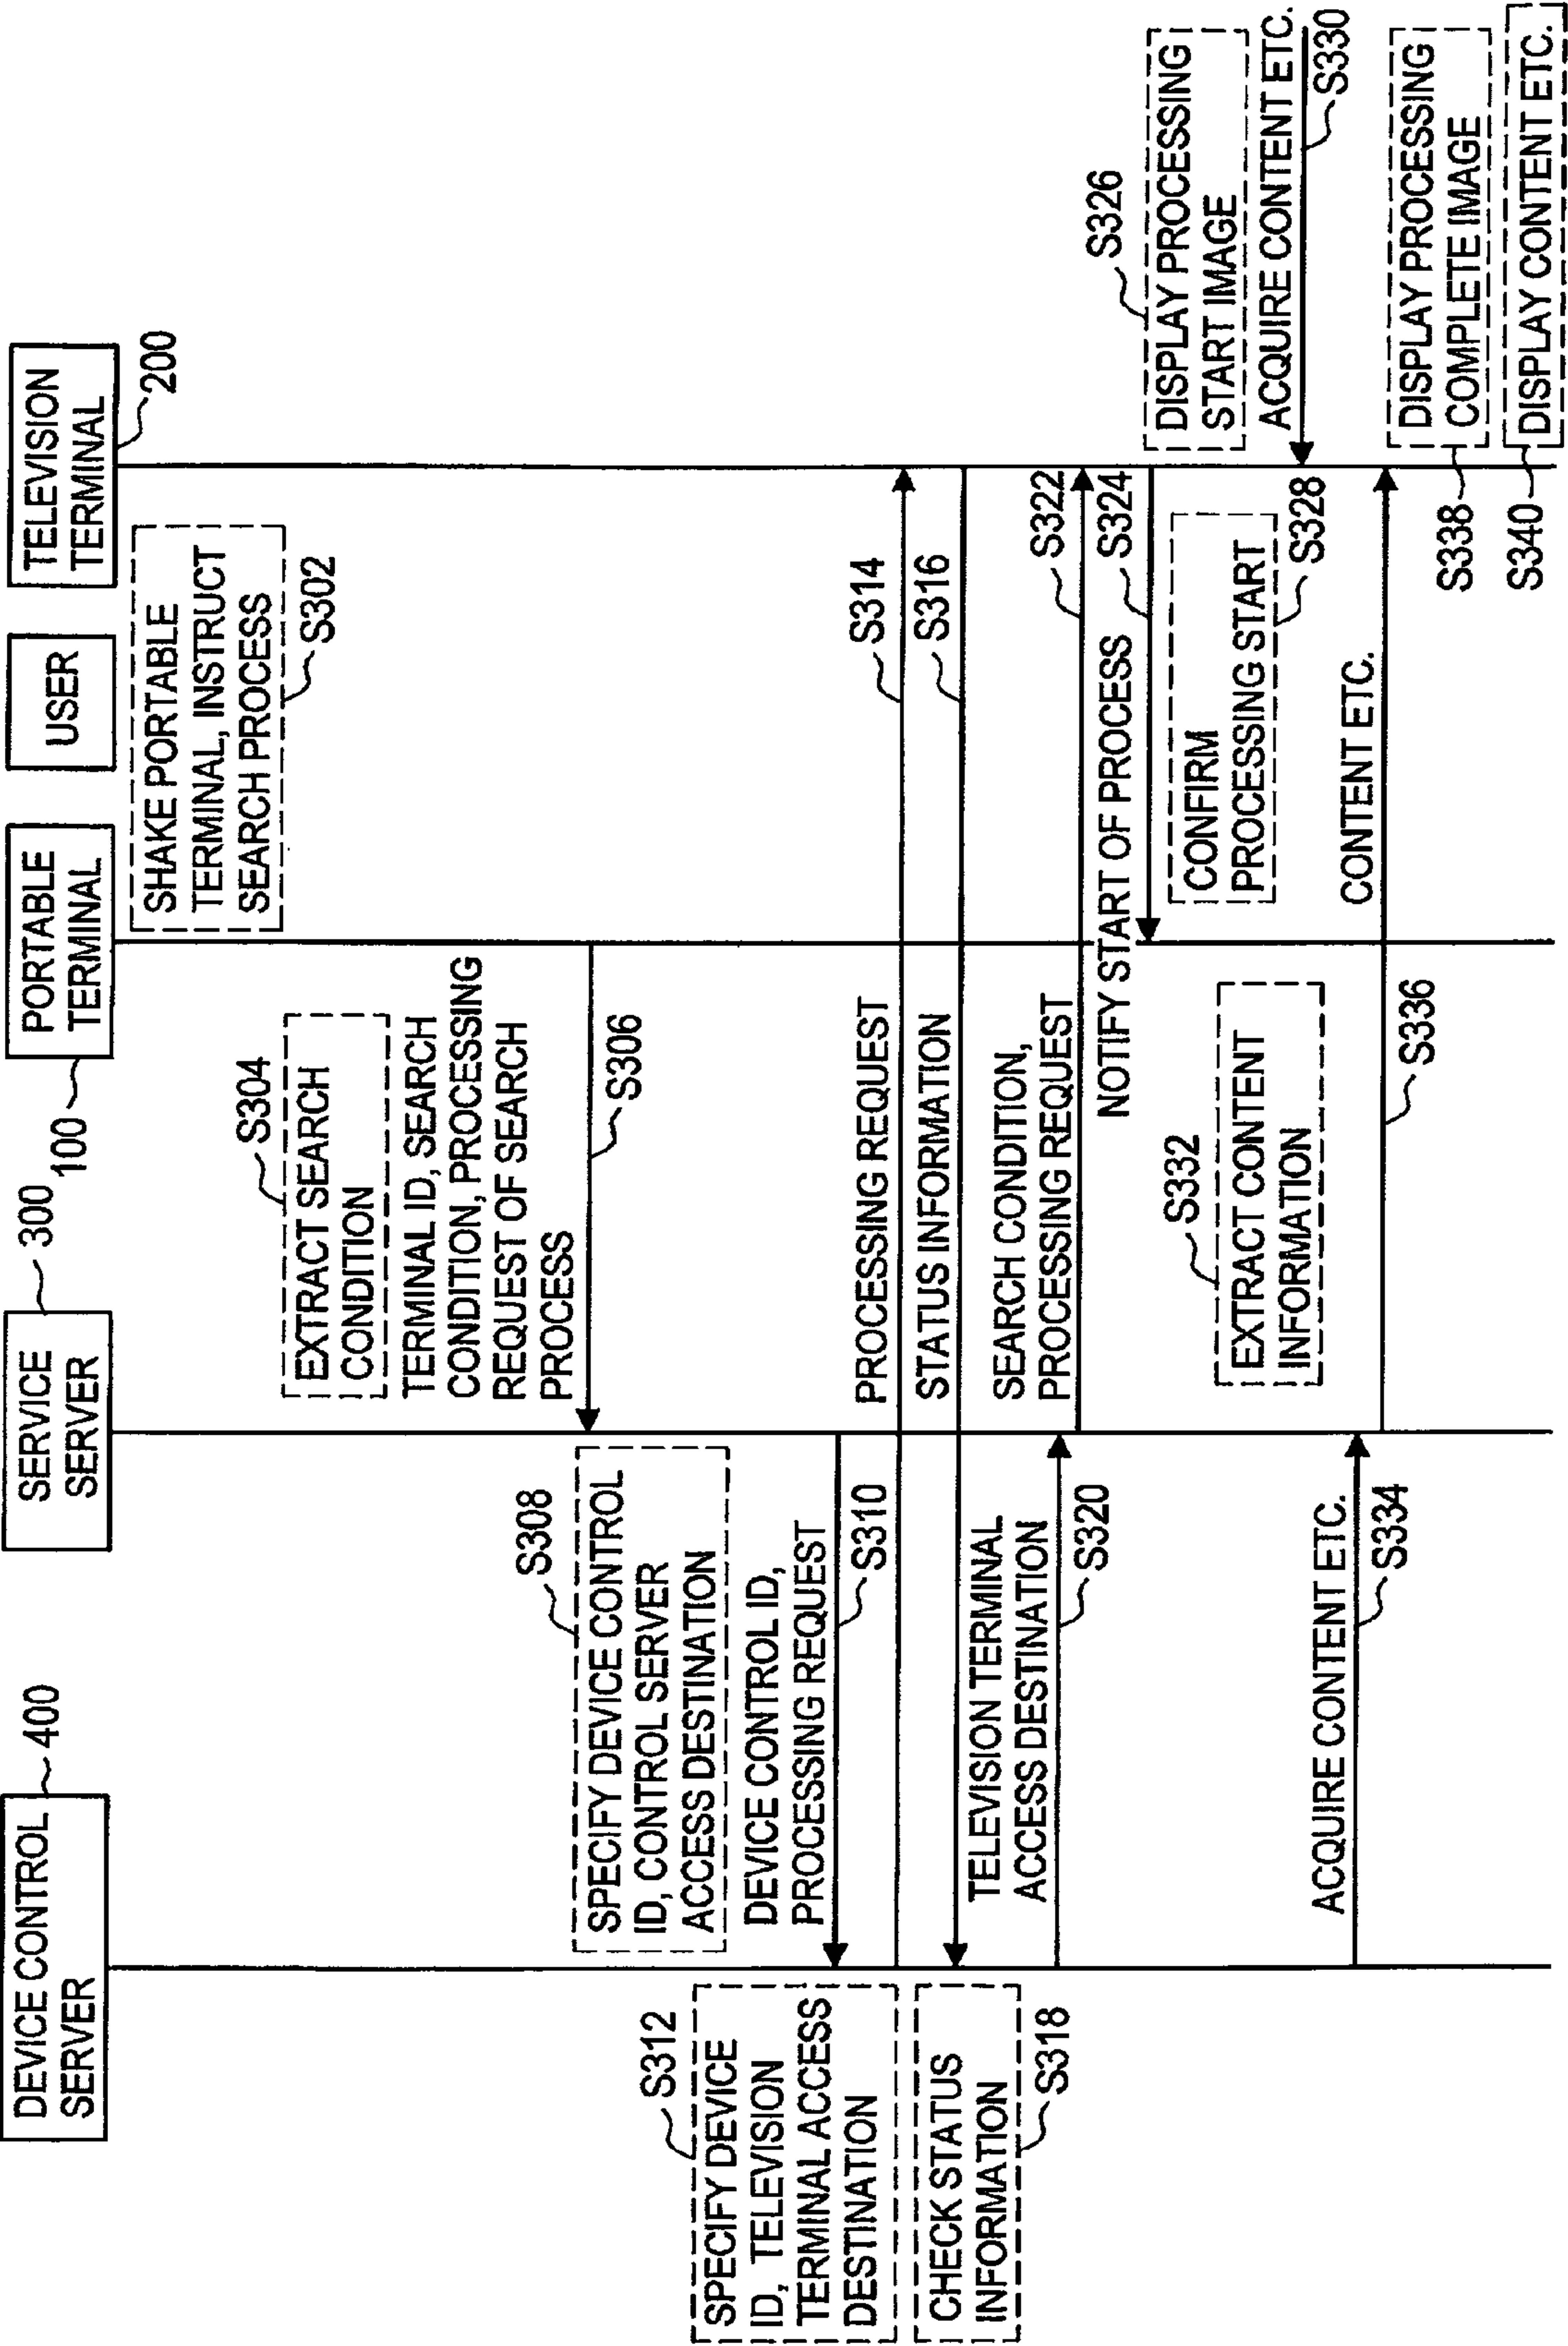 DEVICE CONTROL
SERVER
400
SERVICE
SERVER
300
PORTABLE
TERMINAL
100
USER
TELEVISION
TERMINAL
200
SHAKE PORTABLE
TERMINAL, INSTRUCT
SEARCH PROCESS
S302
S304
EXTRACT SEARCH
CONDITION
TERMINAL ID, SEARCH
CONDITION, PROCESSING
REQUEST OF SEARCH
PROCESS
S306
S308
SPECIFY DEVICE CONTROL
ID, CONTROL SERVER
ACCESS DESTINATION
DEVICE CONTROL ID,
PROCESSING REQUEST
S310
S312
SPECIFY DEVICE
ID, TELEVISION
TERMINAL ACCESS
DESTINATION
PROCESSING REQUEST
S314
STATUS INFORMATION
S316
CHECK STATUS
INFORMATION
S318
TELEVISION TERMINAL
ACCESS DESTINATION
S320
SEARCH CONDITION,
PROCESSING REQUEST
S322
NOTIFY START OF PROCESS
S324
S326
DISPLAY PROCESSING
START IMAGE
CONFIRM
PROCESSING START
S328
ACQUIRE CONTENT ETC.
S330
S332
EXTRACT CONTENT
INFORMATION
ACQUIRE CONTENT ETC.
S334
CONTENT ETC.
S336
DISPLAY PROCESSING
COMPLETE IMAGE
S338
DISPLAY CONTENT ETC.
S340